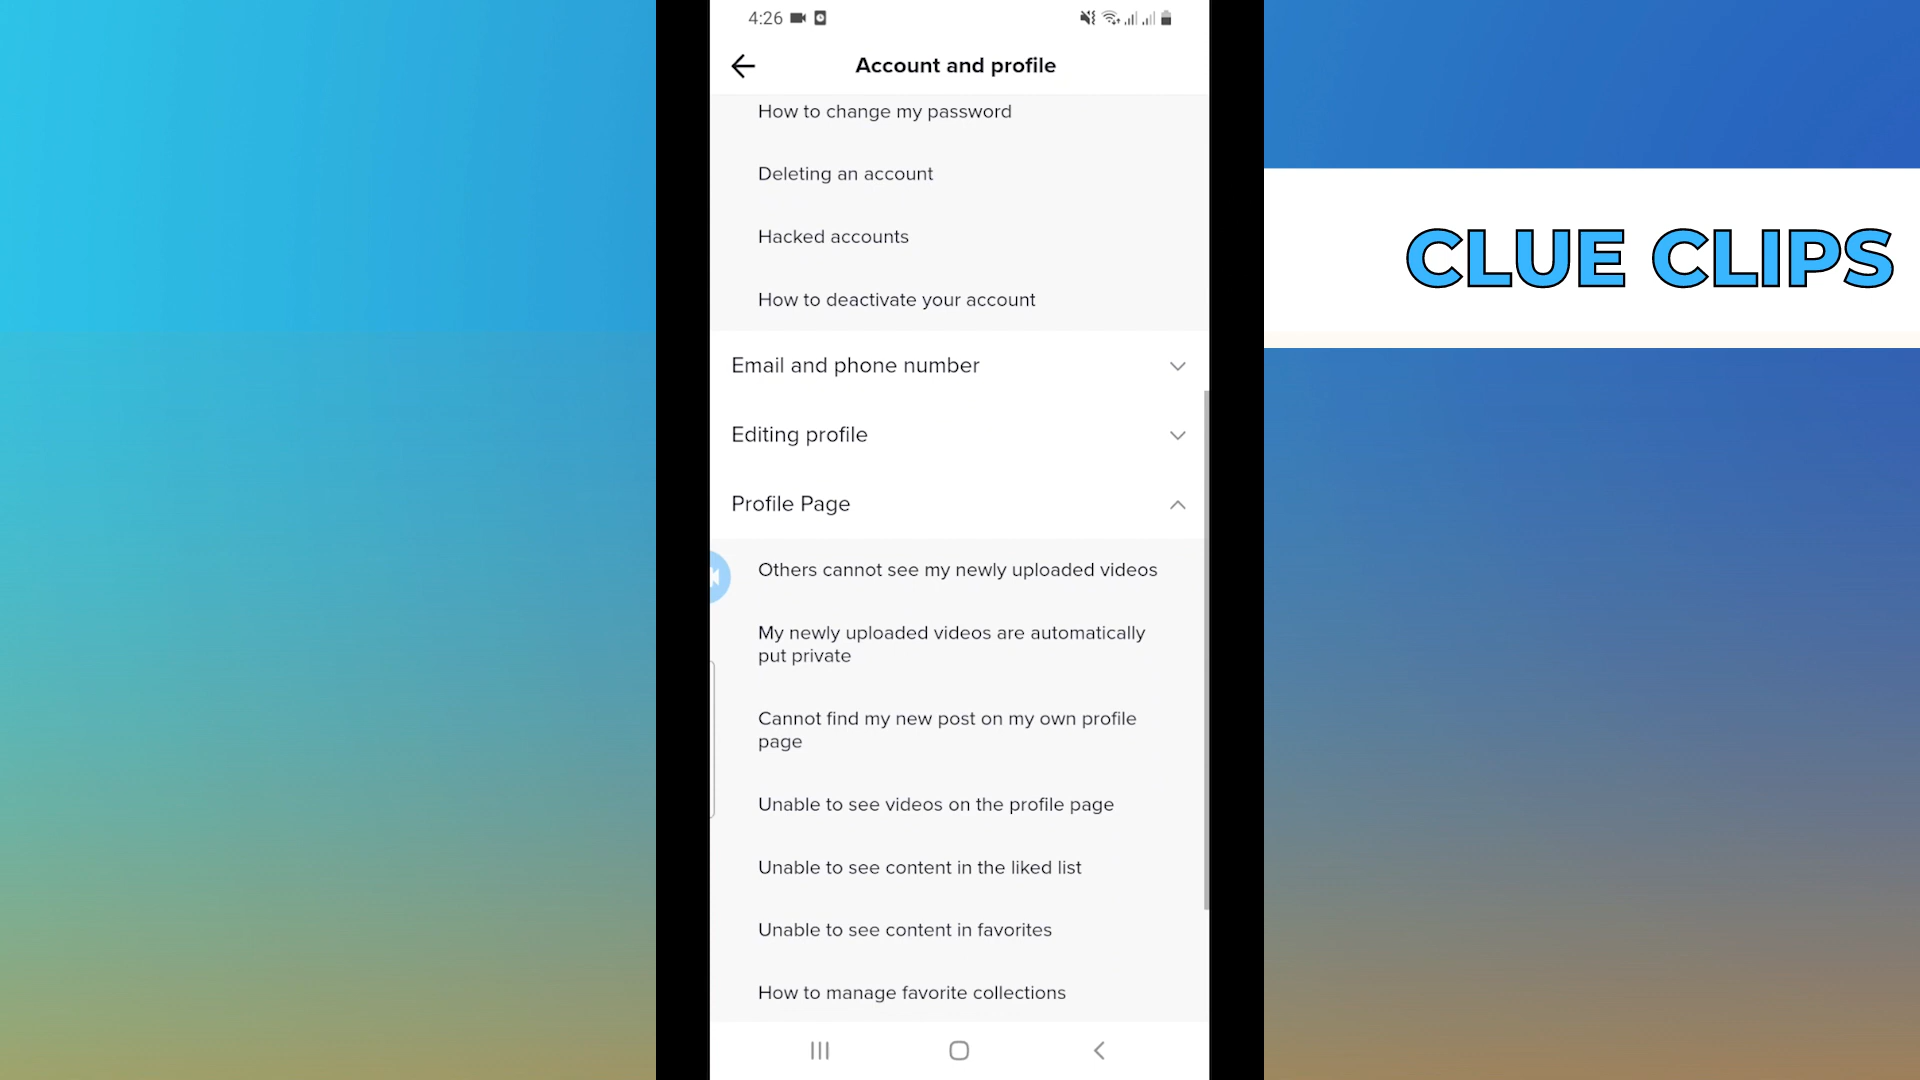 4:26
Account and profile
How to change my password
Deleting an account
Hacked accounts
How to deactivate your account
Email and phone number
Editing profile
Profile Page
Others cannot see my newly uploaded videos
My newly uploaded videos are automatically
put private
Cannot find my new post on my own profile
page
Unable to see videos on the profile page
Unable to see content in the liked list
Unable to see content in favorites
How to manage favorite collections
CLUE CLIPS